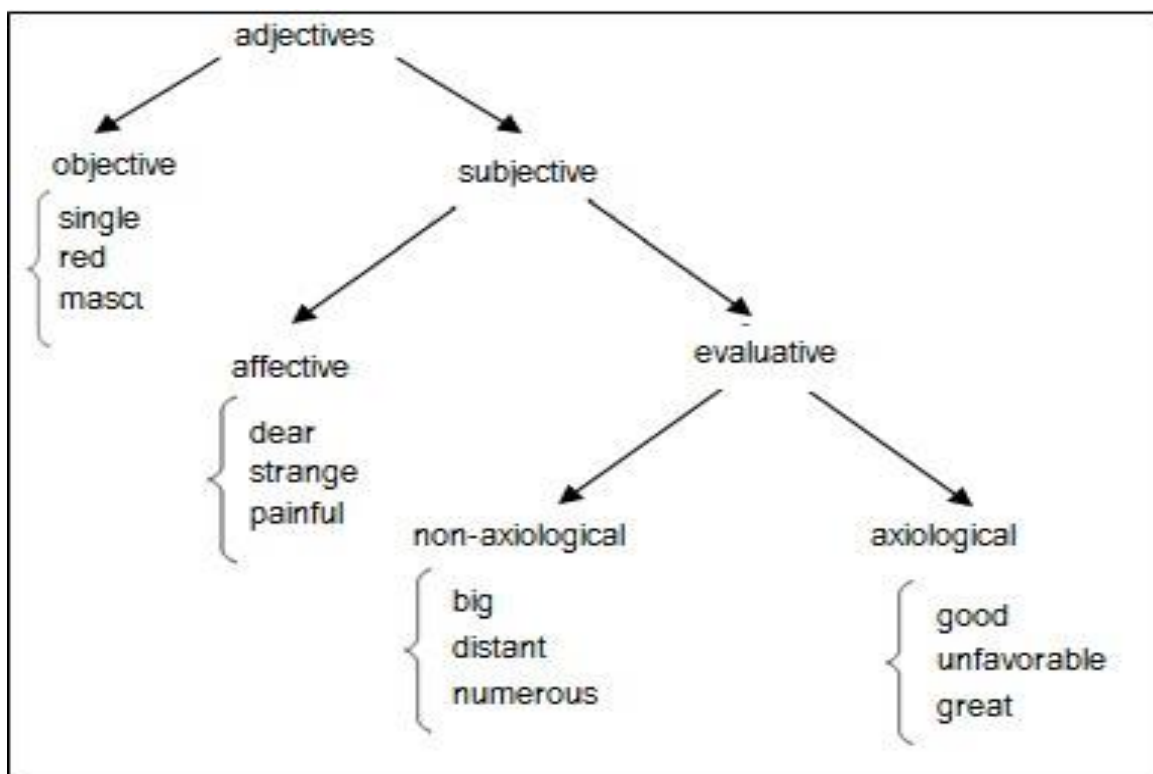 adjectives
objective
subjective
single
red
affective
evaluative
dear
strange
painful
non-axiological
axiological
big
distant
numerous
good
unfavorable
great